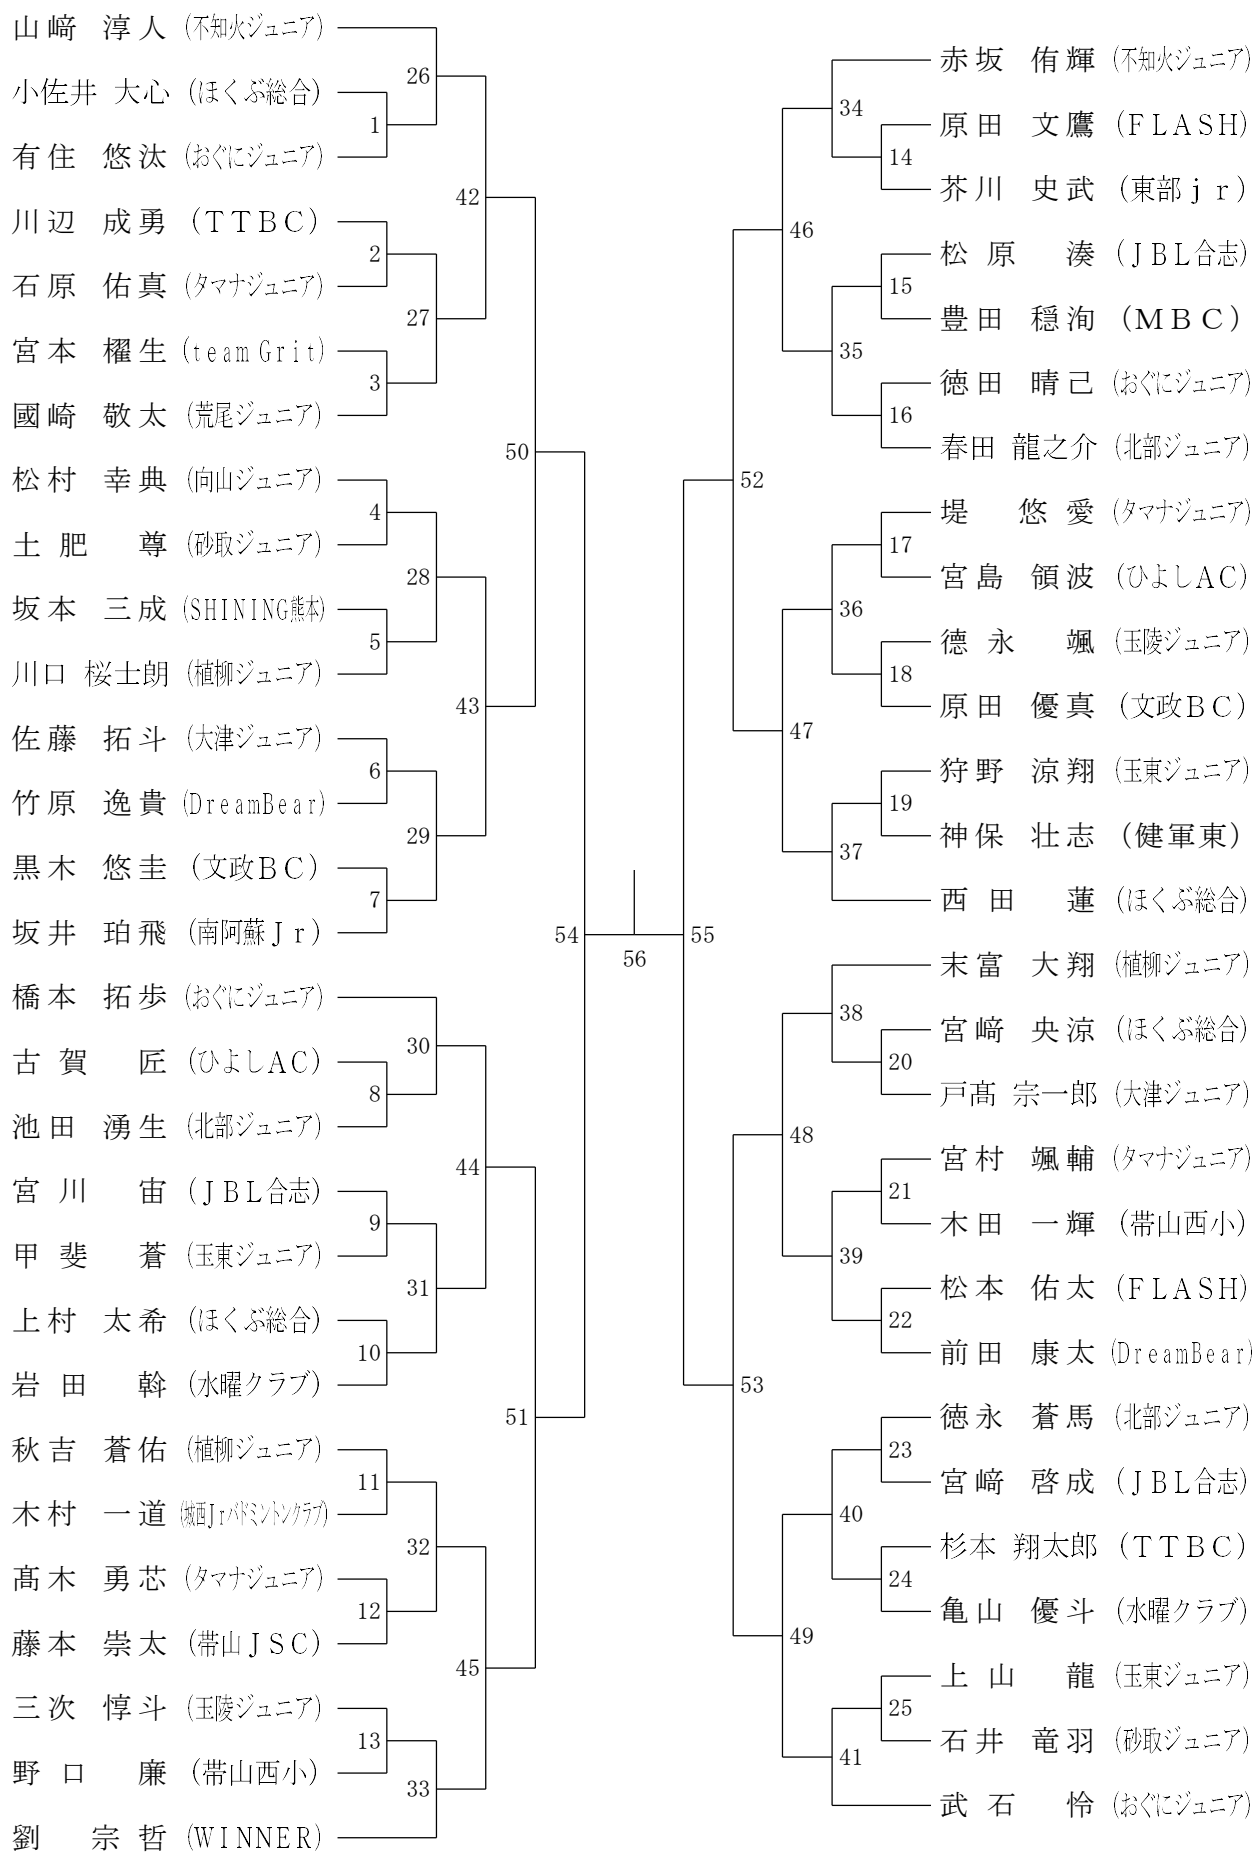 山﨑 淳人 (不知火ジュニア)
小佐井 大心 (ほくぶ総合)
有住 悠汰 (おぐにジュニア)
川辺 成勇 (TTBC)
石原 佑真 (タマナジュニア)
宮本 櫂生 (team Grit)
國崎 敬太 (荒尾ジュニア)
松村 幸典 (向山ジュニア)
土肥 尊 (砂取ジュニア)
坂本 三成 (SHINING熊本)
川口 桜士朗 (植柳ジュニア)
佐藤 拓斗 (大津ジュニア)
竹原 逸貴 (DreamBear)
黒木 悠圭 (文政BC)
坂井 珀飛 (南阿蘇Jr)
橋本 拓歩 (おぐにジュニア)
古賀 匠 (ひよしAC)
池田 湧生 (北部ジュニア)
宮川 宙 (JBL合志)
甲斐 蒼 (玉東ジュニア)
上村 太希 (ほくぶ総合)
岩田 斡 (水曜クラブ)
秋吉 蒼佑 (植柳ジュニア)
木村 一道 (城西Jrバドミントンクラブ)
髙木 勇芯 (タマナジュニア)
藤本 崇太 (帯山JSC)
三次 惇斗 (玉陵ジュニア)
野口 廉 (帯山西小)
劉 宗哲 (WINNER)
1
2
3
4
5
6
7
8
9
10
11
12
13
26
27
28
29
30
31
32
33
42
43
44
45
50
51
54
56
55
52
53
46
47
48
49
34
35
36
37
38
39
40
41
14
15
16
17
18
19
20
21
22
23
24
25
赤坂 侑輝 (不知火ジュニア)
原田 文鷹 (FLASH)
芥川 史武 (東部jr)
松原 湊 (JBL合志)
豊田 穏洵 (MBC)
徳田 晴己 (おぐにジュニア)
春田 龍之介 (北部ジュニア)
堤 悠愛 (タマナジュニア)
宮島 領波 (ひよしAC)
德永 颯 (玉陵ジュニア)
原田 優真 (文政BC)
狩野 涼翔 (玉東ジュニア)
神保 壮志 (健軍東)
西田 蓮 (ほくぶ総合)
末富 大翔 (植柳ジュニア)
宮﨑 央涼 (ほくぶ総合)
戸髙 宗一郎 (大津ジュニア)
宮村 颯輔 (タマナジュニア)
木田 一輝 (帯山西小)
松本 佑太 (FLASH)
前田 康太 (DreamBear)
徳永 蒼馬 (北部ジュニア)
宮﨑 啓成 (JBL合志)
杉本 翔太郎 (TTBC)
亀山 優斗 (水曜クラブ)
上山 龍 (玉東ジュニア)
石井 竜羽 (砂取ジュニア)
武石 怜 (おぐにジュニア)